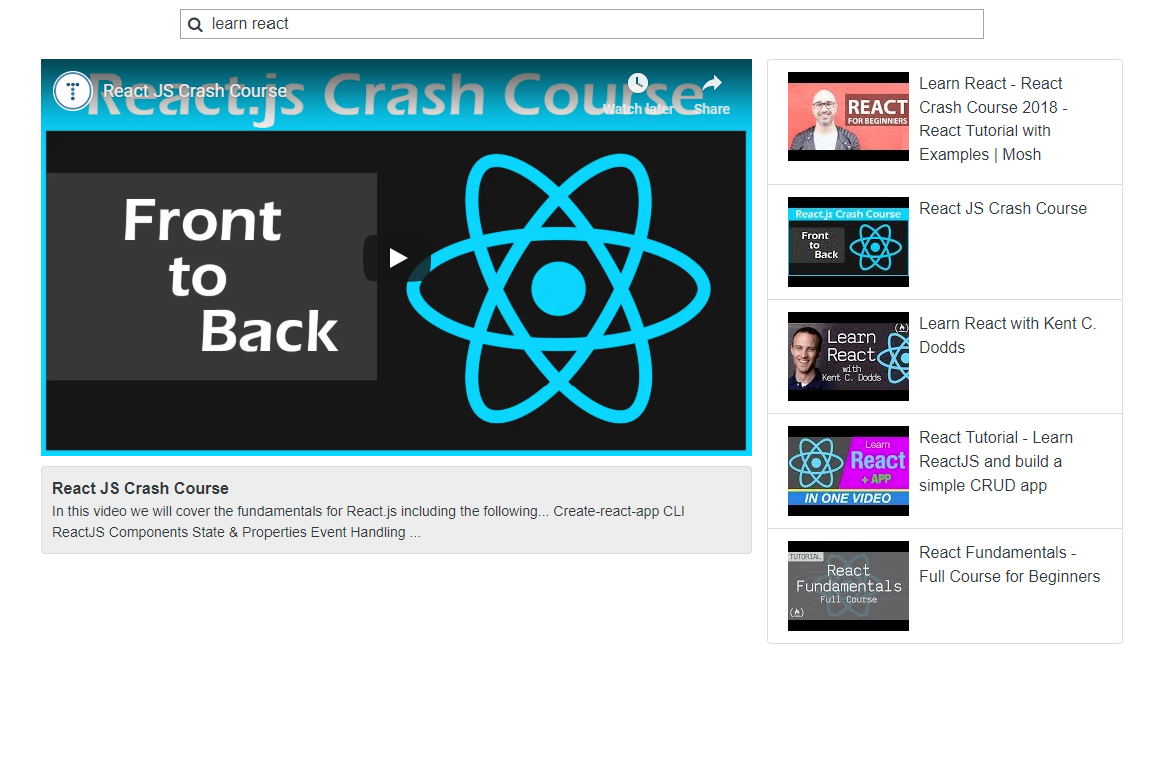 learn react
React.js Crash Course
React JS Crash Course
Watch later
Share
Front
to
Back
React JS Crash Course
In this video we will cover the fundamentals for React.js including the following... Create-react-app CLI
ReactJS Components State & Properties Event Handling ...
REACT
FOR BEGINNERS
Learn React - React
Crash Course 2018 -
React Tutorial with
Examples | Mosh
React.js Crash Course
Front
to
Back
React JS Crash Course
Learn
React
with
Kent C. Dodds
Learn React with Kent C.
Dodds
Learn
React
+ APP
IN ONE VIDEO
React Tutorial - Learn
ReactJS and build a
simple CRUD app
TUTORIAL
React
Fundamentals
Full Course
React Fundamentals -
Full Course for Beginners